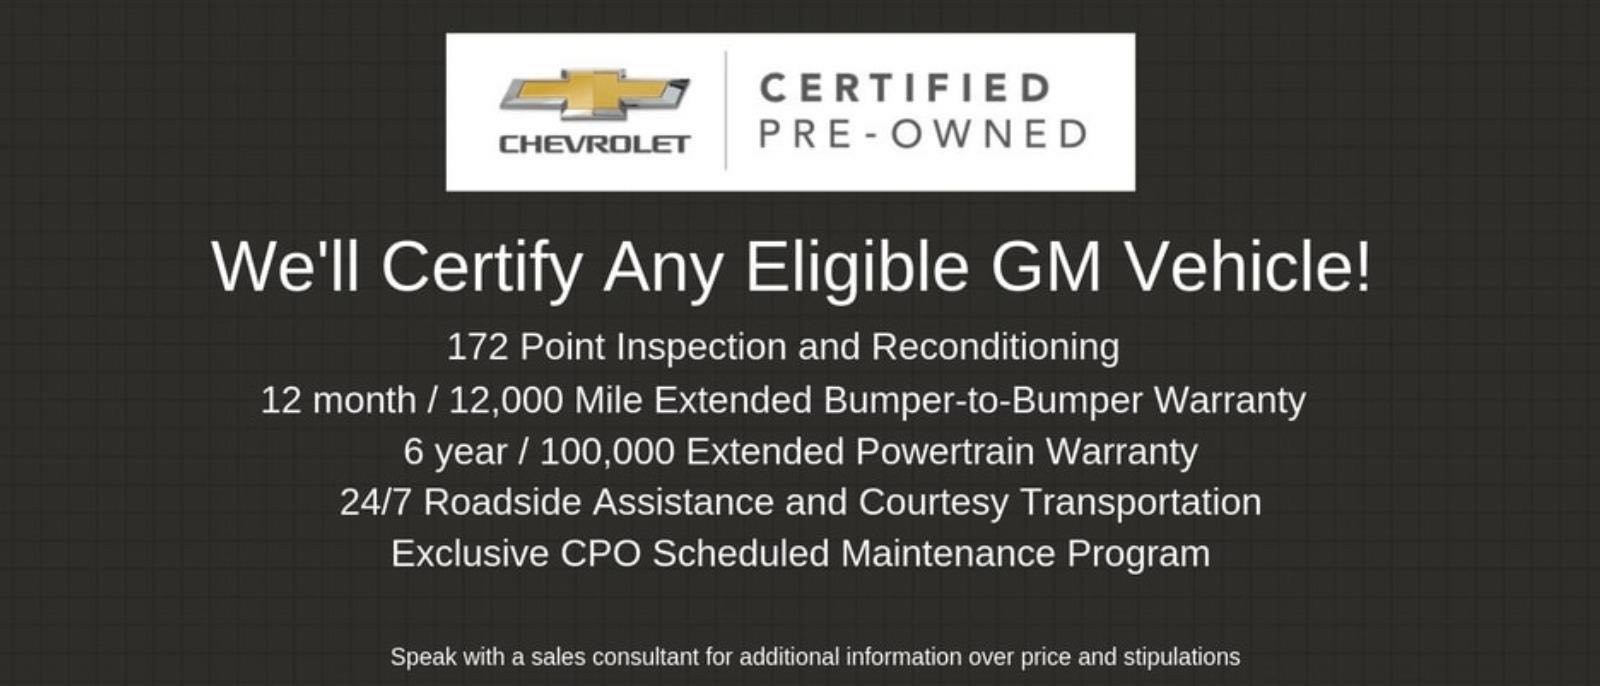 CHEVROLET
CERTIFIED
PRE-OWNED
We'll Certify Any Eligible GM Vehicle!
172 Point Inspection and Reconditioning
12 month / 12,000 Mile Extended Bumper-to-Bumper Warranty
6 year / 100,000 Extended Powertrain Warranty
24/7 Roadside Assistance and Courtesy Transportation
Exclusive CPO Scheduled Maintenance Program
Speak with a sales consultant for additional information over price and stipulations